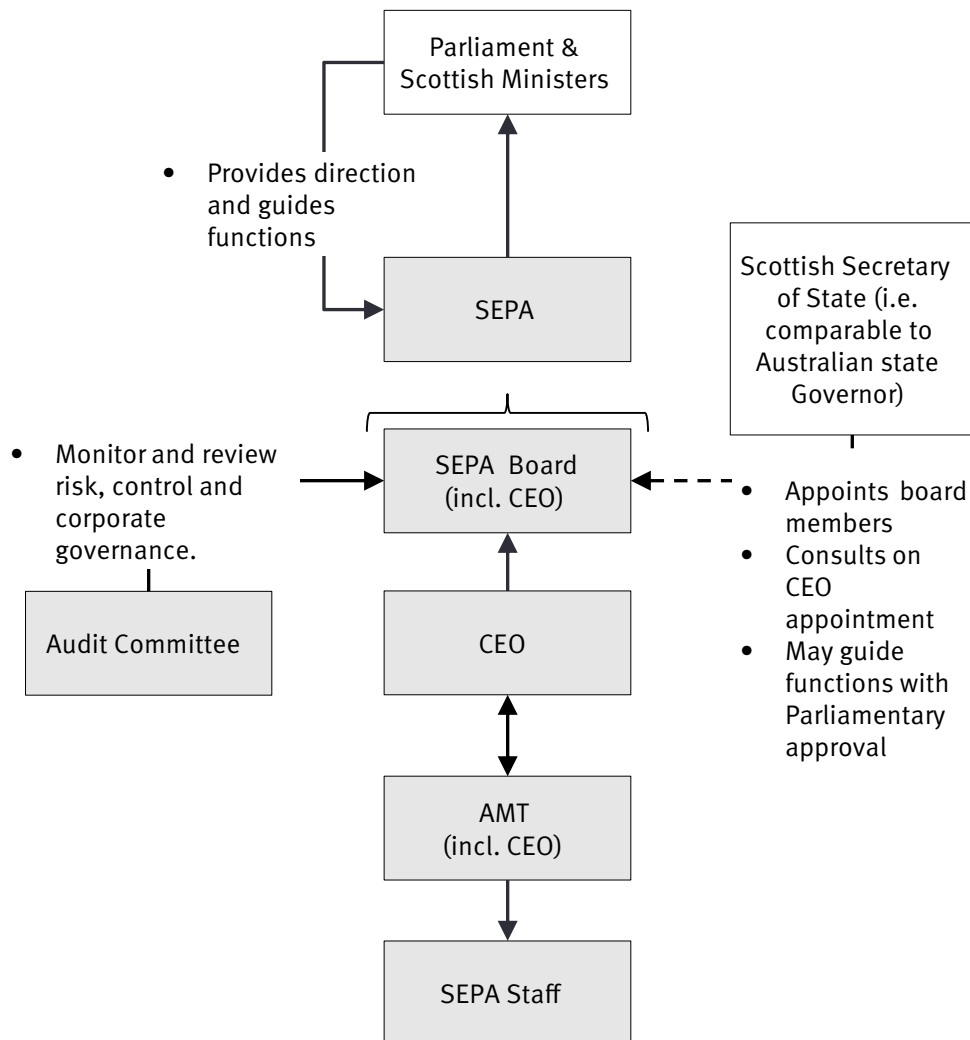 Parliament &
Scottish Ministers
• Provides direction
and guides
functions
SEPA
Scottish Secretary
of State (i.e.
comparable to
Australian state
Governor)
• Monitor and review
risk, control and
corporate
governance.
SEPA Board
(incl. CEO)
• Appoints board
members
• Consults on
CEO
appointment
• May guide
functions with
Parliamentary
approval
Audit Committee
CEO
AMT
(incl. CEO)
SEPA Staff